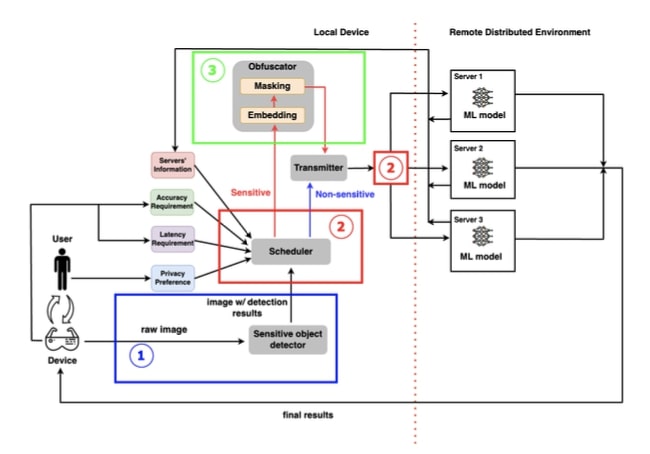 Local Device
Remote Distributed Environment
3
Obfuscator
Masking
Embedding
Server 1
ML model
Servers'
Information
Transmitter
2
Server 2
ML model
Sensitive
Non-sensitive
Accuracy
Requirement
2
Server 3
ML model
User
Latency
Requirement
Scheduler
Privacy
Preference
image w/ detection
results
raw image
Sensitive object
detector
1
Device
final results